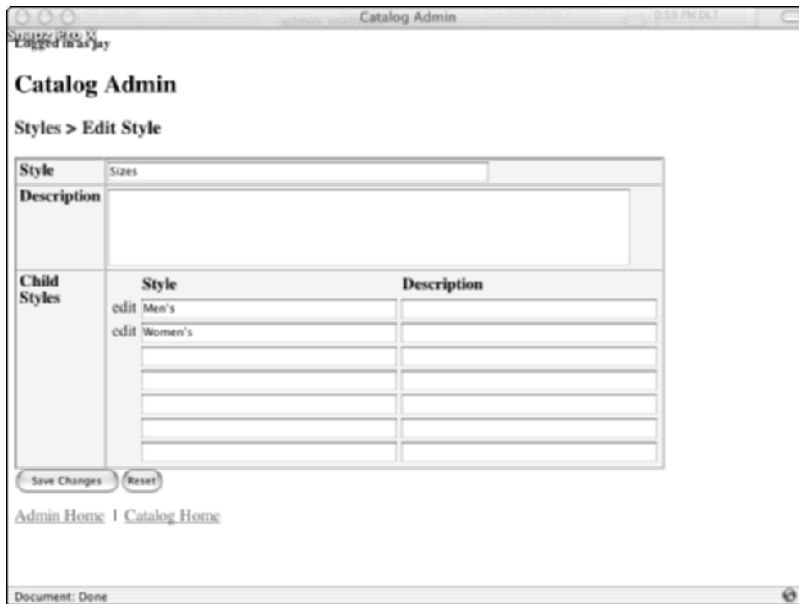 Catalog Admin
Logged in as jay
Catalog Admin
Styles > Edit Style
Style Sizes
Description
Child Styles
Style Description
edit Men's
edit Women's
Save Changes Reset
Admin Home | Catalog Home
Document: Done